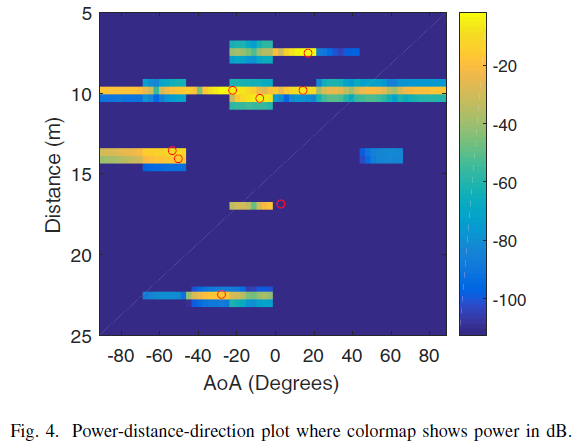 5
10
15
20
25
Distance (m)
-80 -60 -40 -20 0 20 40 60 80
AoA (Degrees)
-20
-40
-60
-80
-100
Fig. 4. Power-distance-direction plot where colormap shows power in dB.